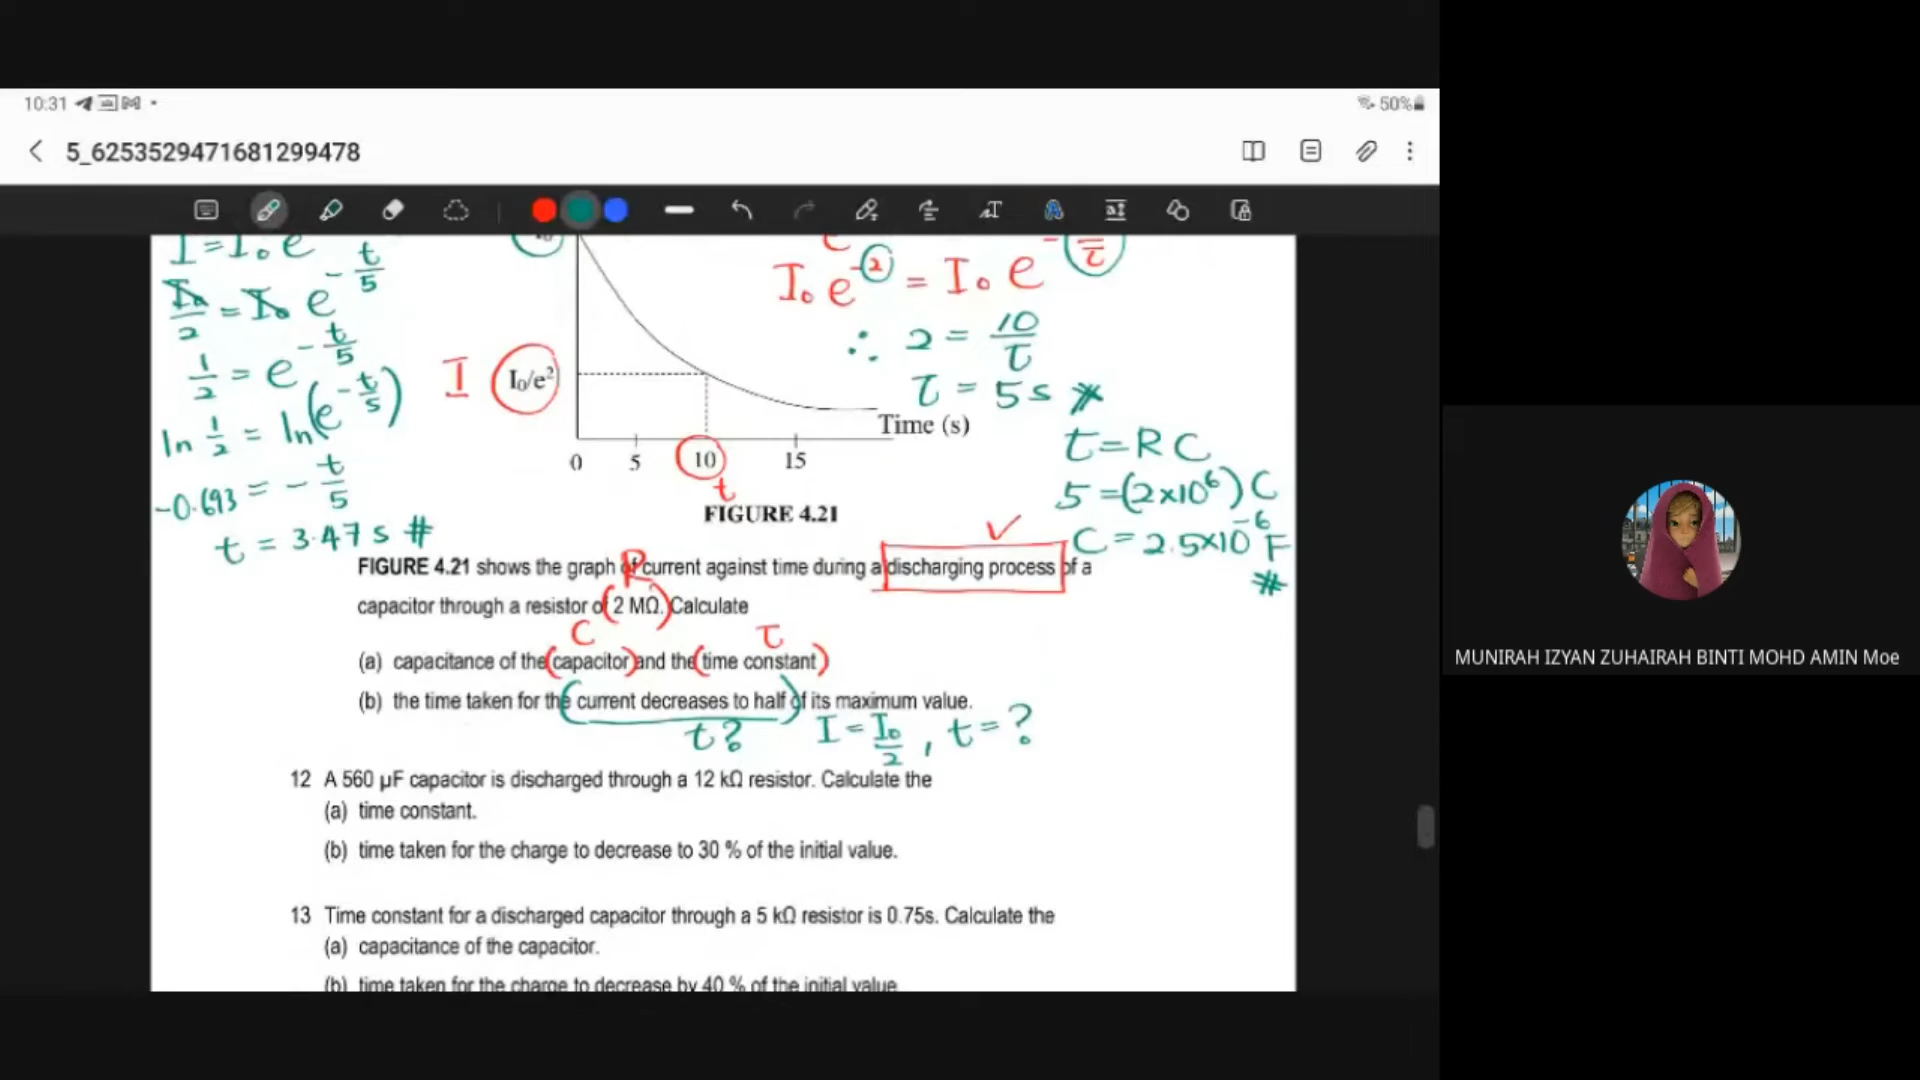 10:31
50%
5_6253529471681299478
I = I₀ e
I₀/2 = I₀ e^(-t/5)
1/2 = e^(-t/5)
ln 1/2 = ln(e^(-t/5))
-0.693 = -t/5
t = 3.47 s #
I
I₀/e²
0 5 10 15
t
Time (s)
FIGURE 4.21
I₀ e^(-2) = I₀ e^(-/τ)
∴ 2 = 10/τ
τ = 5 s
τ = RC
5 = (2×10⁶) C
C = 2.5×10⁻⁶ F
#
R
FIGURE 4.21 shows the graph of current against time during a discharging process of a
capacitor through a resistor of (2 MΩ). Calculate
C τ
(a) capacitance of the (capacitor) and the (time constant)
(b) the time taken for the (current decreases to half) of its maximum value.
t? I = I₀/2 , t = ?
12 A 560 µF capacitor is discharged through a 12 kΩ resistor. Calculate the
(a) time constant.
(b) time taken for the charge to decrease to 30 % of the initial value.
13 Time constant for a discharged capacitor through a 5 kΩ resistor is 0.75s. Calculate the
(a) capacitance of the capacitor.
(b) time taken for the charge to decrease by 40 % of the initial value
MUNIRAH IZYAN ZUHAIRAH BINTI MOHD AMIN Moe